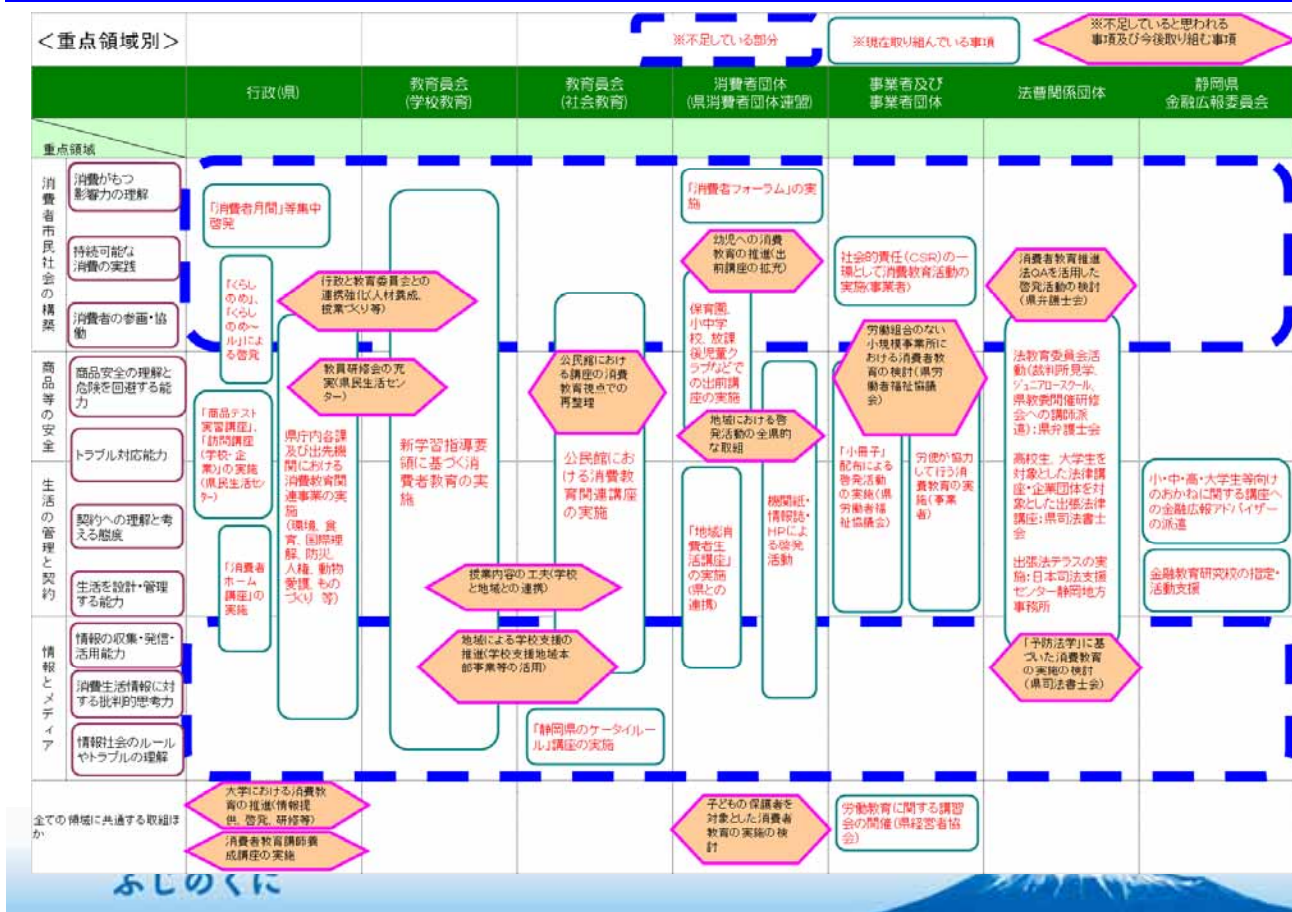 ＜重点領域別＞
※不足している部分
※現在取り組んでいる事項
※不足していると思われる
事項及び今後取り組む事項
行政(県)
教育員会
(学校教育)
教育員会
(社会教育)
消費者団体
(県消費者団体連盟)
事業者及び
事業者団体
法曹関係団体
静岡県
金融広報委員会
重点領域
消費者市民社会の構築
消費がもつ
影響力の理解
持続可能な
消費の実践
消費者の参画・協
働
商品等の安全
商品安全の理解と
危険を回避する能
力
トラブル対応能力
生活の管理と契約
契約への理解と考
える態度
生活を設計・管理
する能力
情報とメディア
情報の収集・発信・
活用能力
消費生活情報に対
する批判的思考力
情報社会のルール
やトラブルの理解
全ての領域に共通する取組ほ
か
「消費者月間」等集中
啓発
「くらし
のめ」、
「くらし
のめ～
ル」によ
る啓発
行政と教育委員会との
連携強化(人材養成、
授業づくり等)
教員研修会の充
実(県民生活セン
ター)
「商品テスト
実習講座」、
「訪問講座
(学校・企
業)」の実施
(県民生活セン
ター)
県庁内各課
及び出先機
関における
消費教育関
連事業の実
施
(環境、食
育、国際理
解、防災、
人権、動物
愛護、もの
づくり 等)
「消費者
ホーム
講座」の
実施
新学習指導要
領に基づく消
費者教育の実
施
公民館におけ
る講座の消費
教育視点での
再整理
公民館にお
ける消費教
育関連講座
の実施
授業内容の工夫(学校
と地域との連携)
地域による学校支援の
推進(学校支援地域本
部事業等の活用)
「静岡県のケータイルー
ル」講座の実施
「消費者フォーラム」の実
施
幼児への消費
教育の推進(出
前講座の拡充)
保育園、
小中学
校、放課
後児童ク
ラブなどで
の出前講
座の実施
地域における啓
発活動の全県的
な取組
「地域消
費者生
活講座」
の実施
(県との
連携)
機関紙・
情報誌・
HPによ
る啓発
活動
社会的責任(CSR)の一
環として消費教育活動の
実施(事業者)
労働組合のない
小規模事業所に
おける消費者教
育の検討(県労
働者福祉協議
会)
「小冊子」
配布による
啓発活動
の実施(県
労働者福
祉協議会)
労使が協力
して行う消
費教育の実
施(事業
者)
消費者教育推進
法QAを活用した
啓発活動の検討
(県弁護士会)
法教育委員会活
動(裁判所見学、
ジュニアロースクール、
県教委開催研修
会への講師派
遣):県弁護士会
高校生、大学生を
対象とした法律講
座・企業団体を対
象とした出張法律
講座:県司法書士
会
出張法テラスの実
施:日本司法支援
センター静岡地方
事務所
「予防法学」に基
づいた消費教育
の実施の検討
(県司法書士会)
小・中・高・大学生等向け
のおかねに関する講座へ
の金融広報アドバイザー
の派遣
金融教育研究校の指定・
活動支援
大学における消費教
育の推進(情報提
供、啓発、研修等)
消費者教育講師養
成講座の実施
子どもの保護者を
対象とした消費者
教育の実施の検
討
労働教育に関する講習
会の開催(県経営者協
会)
ふじのくに